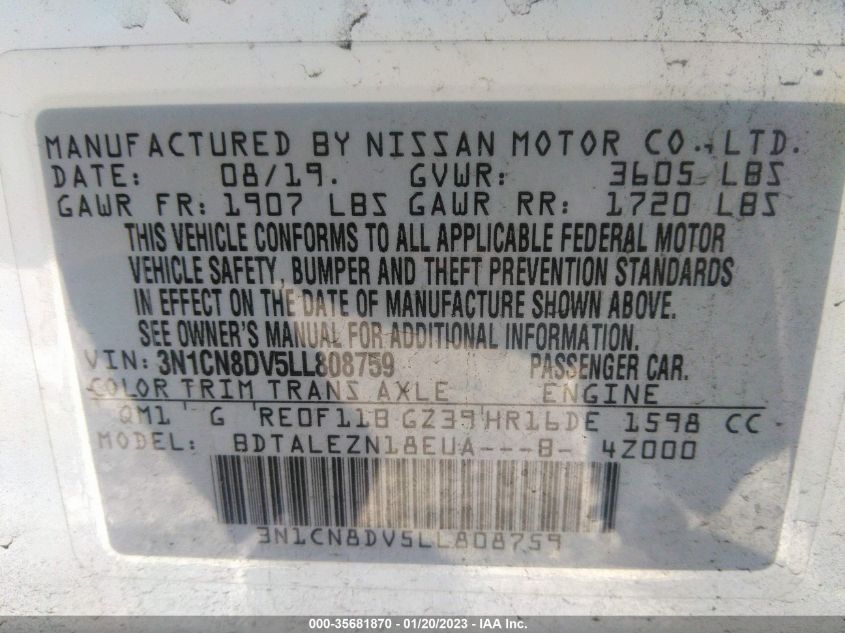 MANUFACTURED BY NISSAN MOTOR CO., LTD.
DATE: 08/19. GVWR: 3605 LBS
GAWR FR: 1907 LBS GAWR RR: 1720 LBS
THIS VEHICLE CONFORMS TO ALL APPLICABLE FEDERAL MOTOR
VEHICLE SAFETY, BUMPER AND THEFT PREVENTION STANDARDS
IN EFFECT ON THE DATE OF MANUFACTURE SHOWN ABOVE.
SEE OWNER'S MANUAL FOR ADDITIONAL INFORMATION.
VIN: 3N1CN8DV5LL808759 PASSENGER CAR.
COLOR TRIM TRANS AXLE ENGINE
QM1 G RE0F11B GZ39 HR16DE 1598 CC
MODEL: BDTALEZN18EUA---B- 4Z000
3N1CN8DV5LL808759
000-35681870 - 01/20/2023 - IAA Inc.